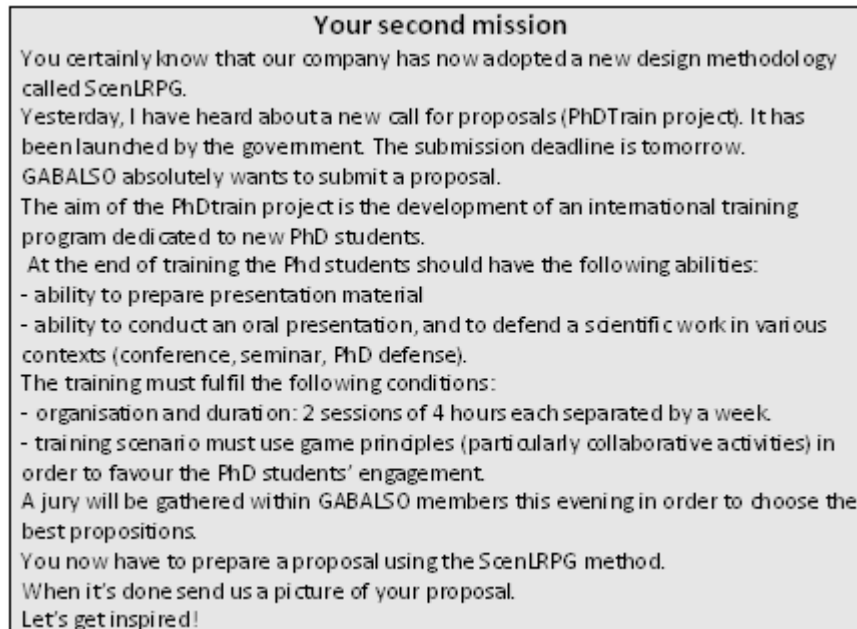 Your second mission
You certainly know that our company has now adopted a new design methodology
called ScenLRPG.
Yesterday, I have heard about a new call for proposals (PhDTrain project). It has
been launched by the government. The submission deadline is tomorrow.
GABALSO absolutely wants to submit a proposal.
The aim of the PhDtrain project is the development of an international training
program dedicated to new PhD students.
At the end of training the Phd students should have the following abilities:
- ability to prepare presentation material
- ability to conduct an oral presentation, and to defend a scientific work in various
contexts (conference, seminar, PhD defense).
The training must fulfil the following conditions:
- organisation and duration: 2 sessions of 4 hours each separated by a week.
- training scenario must use game principles (particularly collaborative activities) in
order to favour the PhD students' engagement.
A jury will be gathered within GABALSO members this evening in order to choose the
best propositions.
You now have to prepare a proposal using the ScenLRPG method.
When it's done send us a picture of your proposal.
Let's get inspired!